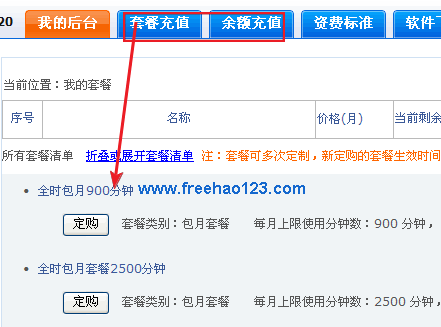 20 我的后台 套餐充值 余额充值 资费标准 软件下
当前位置：我的套餐
序号 名称 价格(月) 当前剩余
所有套餐清单 折叠或展开套餐清单 注：套餐可多次定制，新定购的套餐生效时间
全时包月900分钟 www.freehao123.com
定购 套餐类别：包月套餐 每月上限使用分钟数：900 分钟，
全时包月套餐2500分钟
定购 套餐类别：包月套餐 每月上限使用分钟数：2500 分钟，